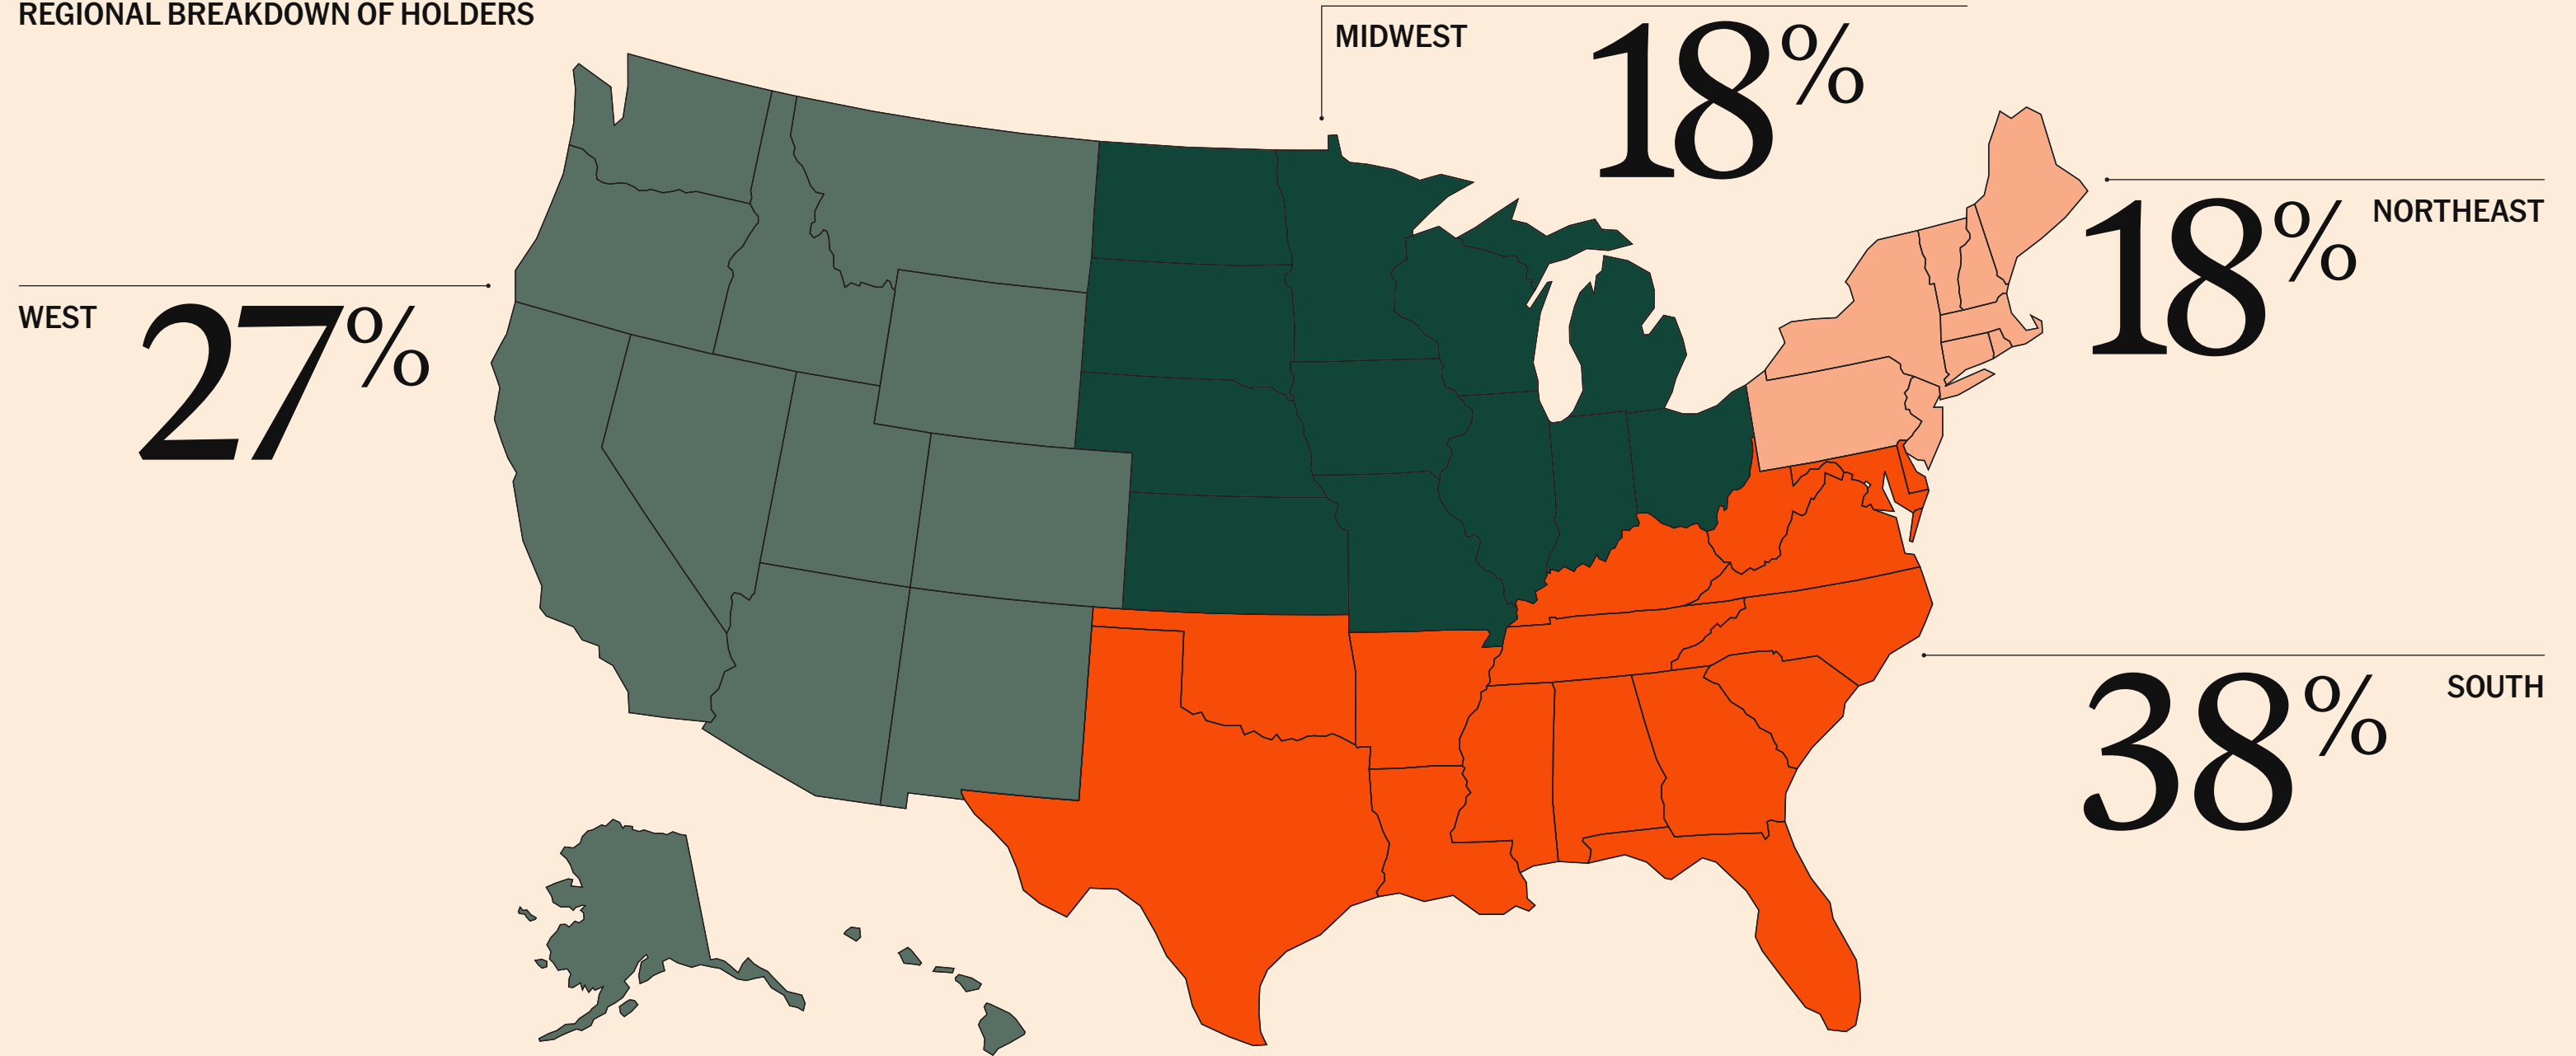 REGIONAL BREAKDOWN OF HOLDERS
MIDWEST 18%
18% NORTHEAST
WEST 27%
38% SOUTH